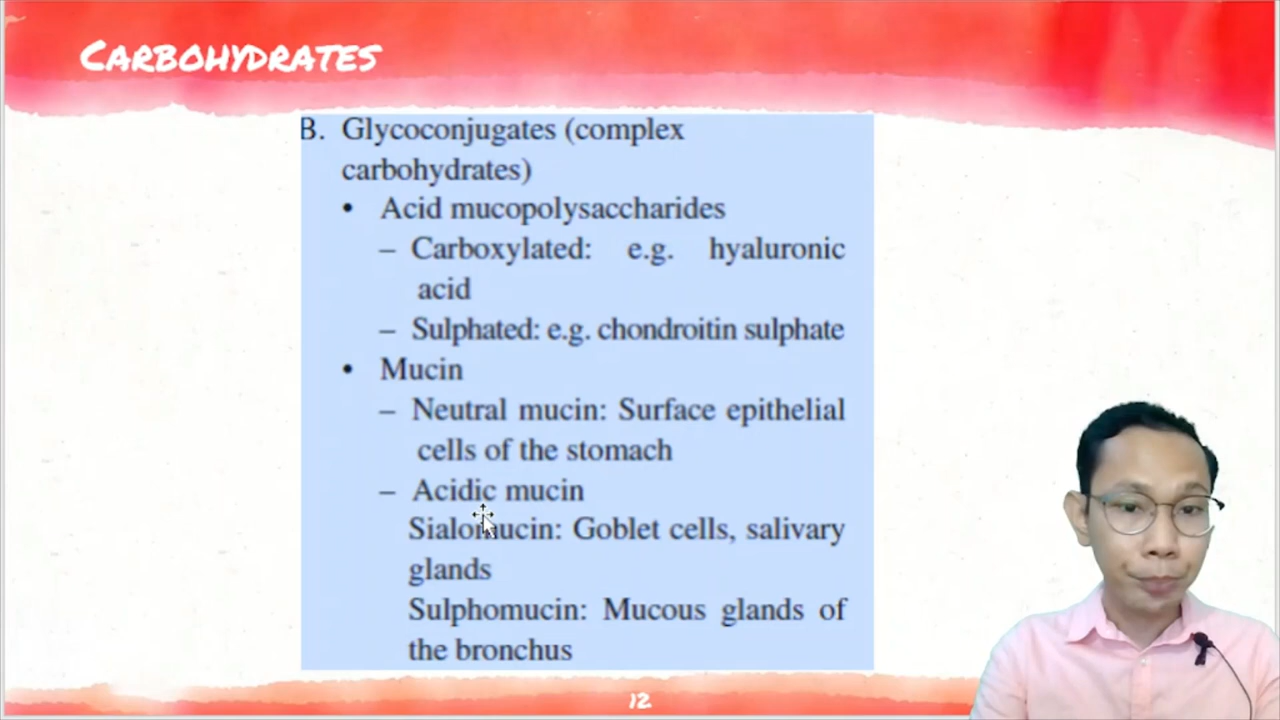 CARBOHYDRATES
B. Glycoconjugates (complex
carbohydrates)
• Acid mucopolysaccharides
– Carboxylated: e.g. hyaluronic
acid
– Sulphated: e.g. chondroitin sulphate
• Mucin
– Neutral mucin: Surface epithelial
cells of the stomach
– Acidic mucin
Sialomucin: Goblet cells, salivary
glands
Sulphomucin: Mucous glands of
the bronchus
12